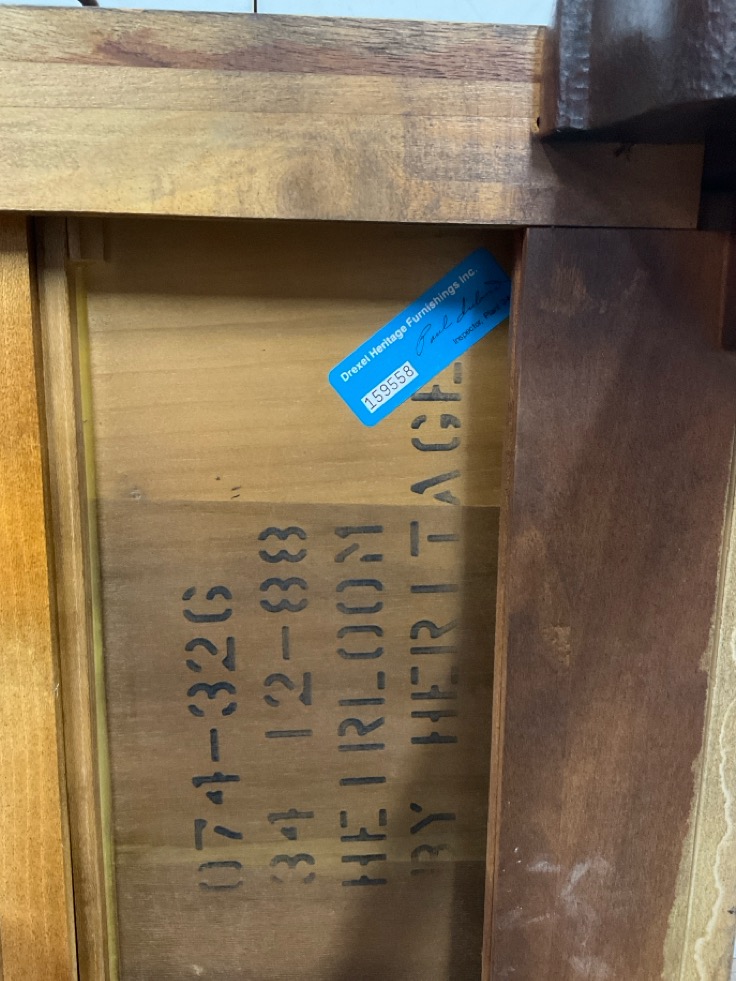 Drexel Heritage Furnishings Inc.
159558
Inspector,
074-326
34 12-88
HEIRLOOM
BY HERITAGE